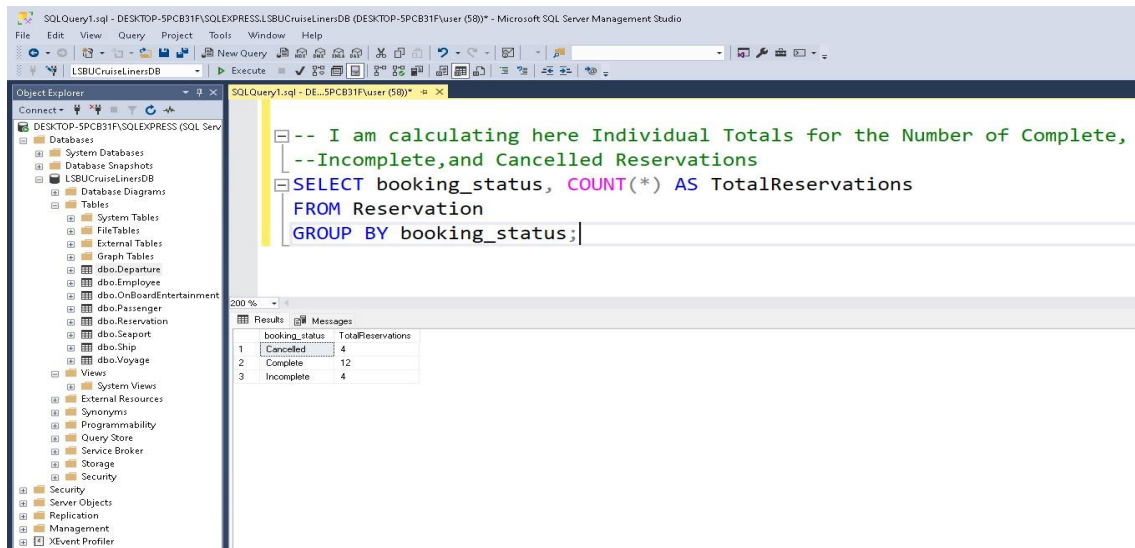 SQLQuery1.sql - DESKTOP-5PCB31F\SQLEXPRESS.LSBUCruiseLinersDB (DESKTOP-5PCB31F\user (58))* - Microsoft SQL Server Management Studio
File Edit View Query Project Tools Window Help
New Query
LSBUCruiseLinersDB Execute
Object Explorer
SQLQuery1.sql - DE...5PCB31F\user (58))*
Connect
DESKTOP-5PCB31F\SQLEXPRESS (SQL Serv
Databases
System Databases
Database Snapshots
LSBUCruiseLinersDB
Database Diagrams
Tables
System Tables
FileTables
External Tables
Graph Tables
dbo.Departure
dbo.Employee
dbo.OnBoardEntertainment
dbo.Passenger
dbo.Reservation
dbo.Seaport
dbo.Ship
dbo.Voyage
Views
System Views
External Resources
Synonyms
Programmability
Query Store
Service Broker
Storage
Security
Security
Server Objects
Replication
Management
XEvent Profiler
-- I am calculating here Individual Totals for the Number of Complete,
--Incomplete,and Cancelled Reservations
SELECT booking_status, COUNT(*) AS TotalReservations
FROM Reservation
GROUP BY booking_status;
200 %
Results Messages
booking_status TotalReservations
1 Cancelled 4
2 Complete 12
3 Incomplete 4